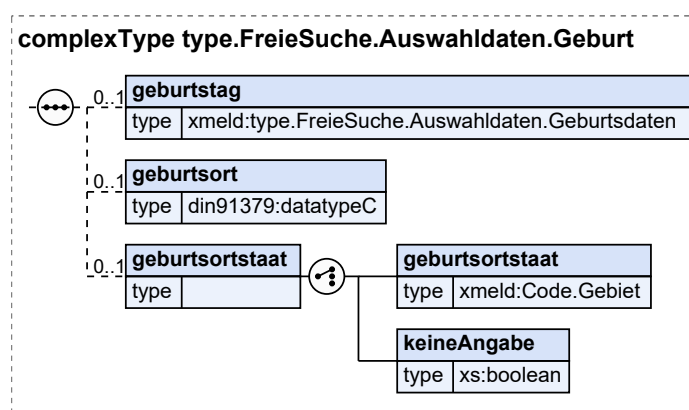 complexType type.FreieSuche.Auswahldaten.Geburt
0..1 geburtstag
type xmeld:type.FreieSuche.Auswahldaten.Geburtsdaten
0..1 geburtsort
type din91379:datatypeC
0..1 geburtsortstaat geburtsortstaat
type type xmeld:Code.Gebiet
keineAngabe
type xs:boolean